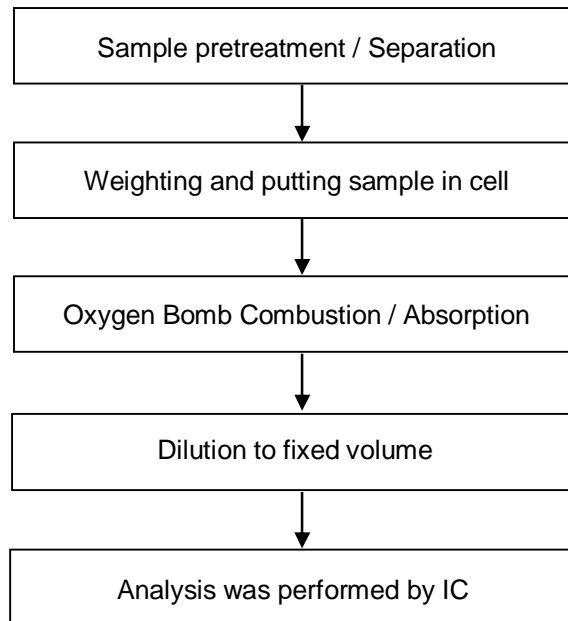 Sample pretreatment / Separation
Weighting and putting sample in cell
Oxygen Bomb Combustion / Absorption
Dilution to fixed volume
Analysis was performed by IC